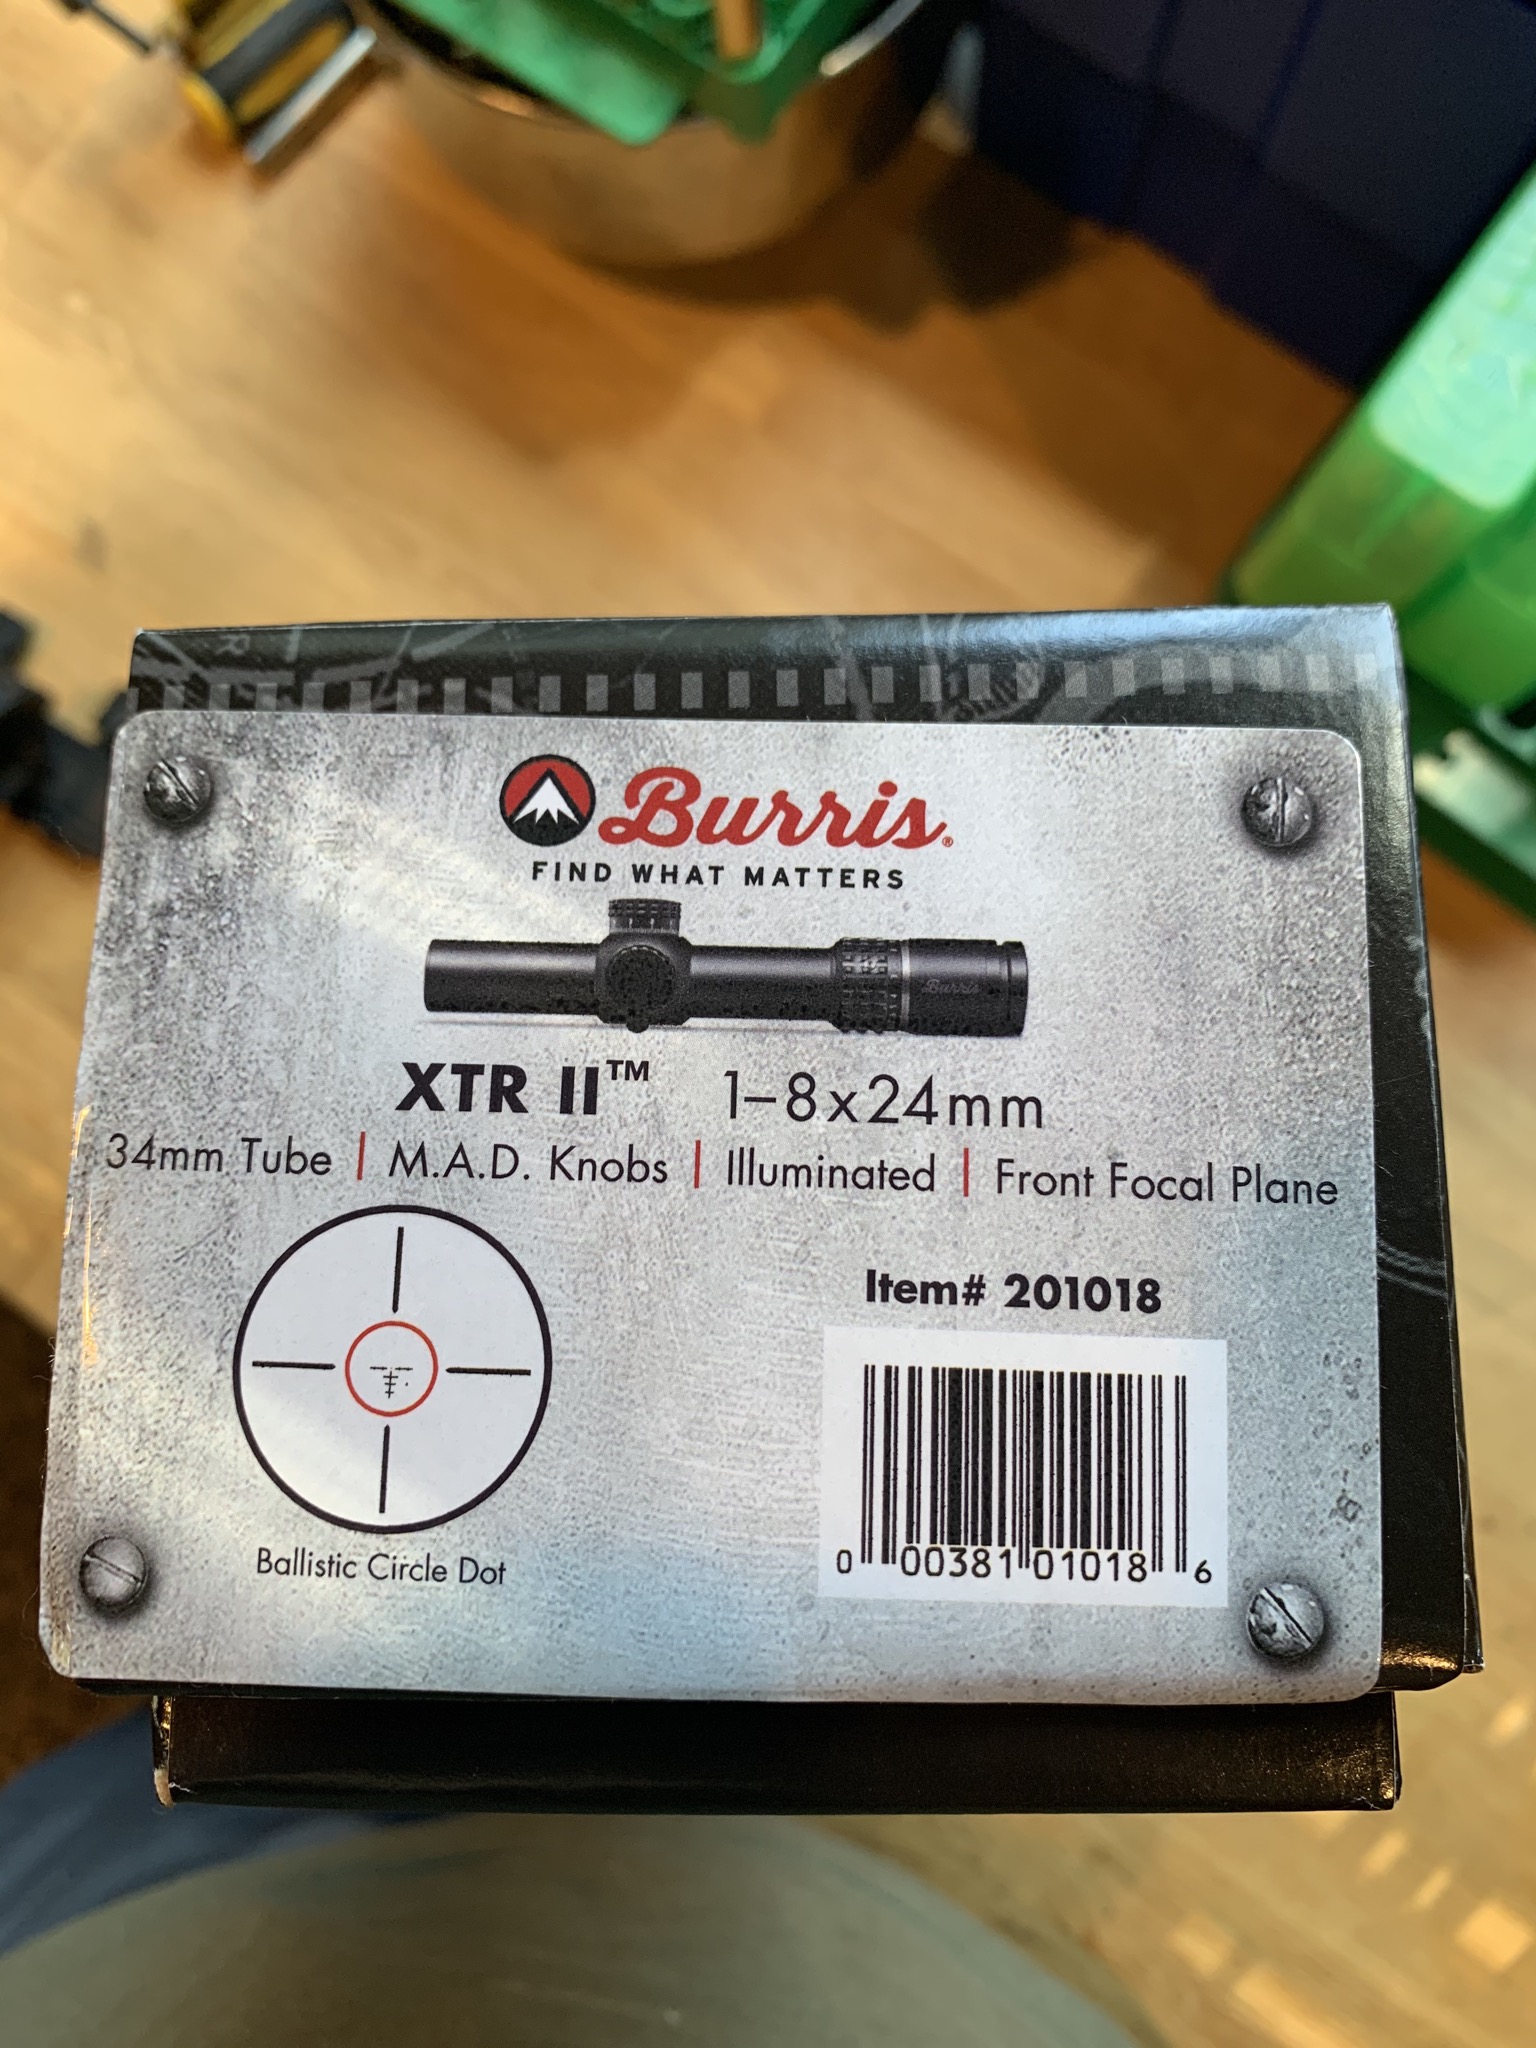 Burris®
FIND WHAT MATTERS
Burris
XTR II™ 1-8x24mm
34mm Tube | M.A.D. Knobs | Illuminated | Front Focal Plane
Item# 201018
0 00381 01018 6
Ballistic Circle Dot